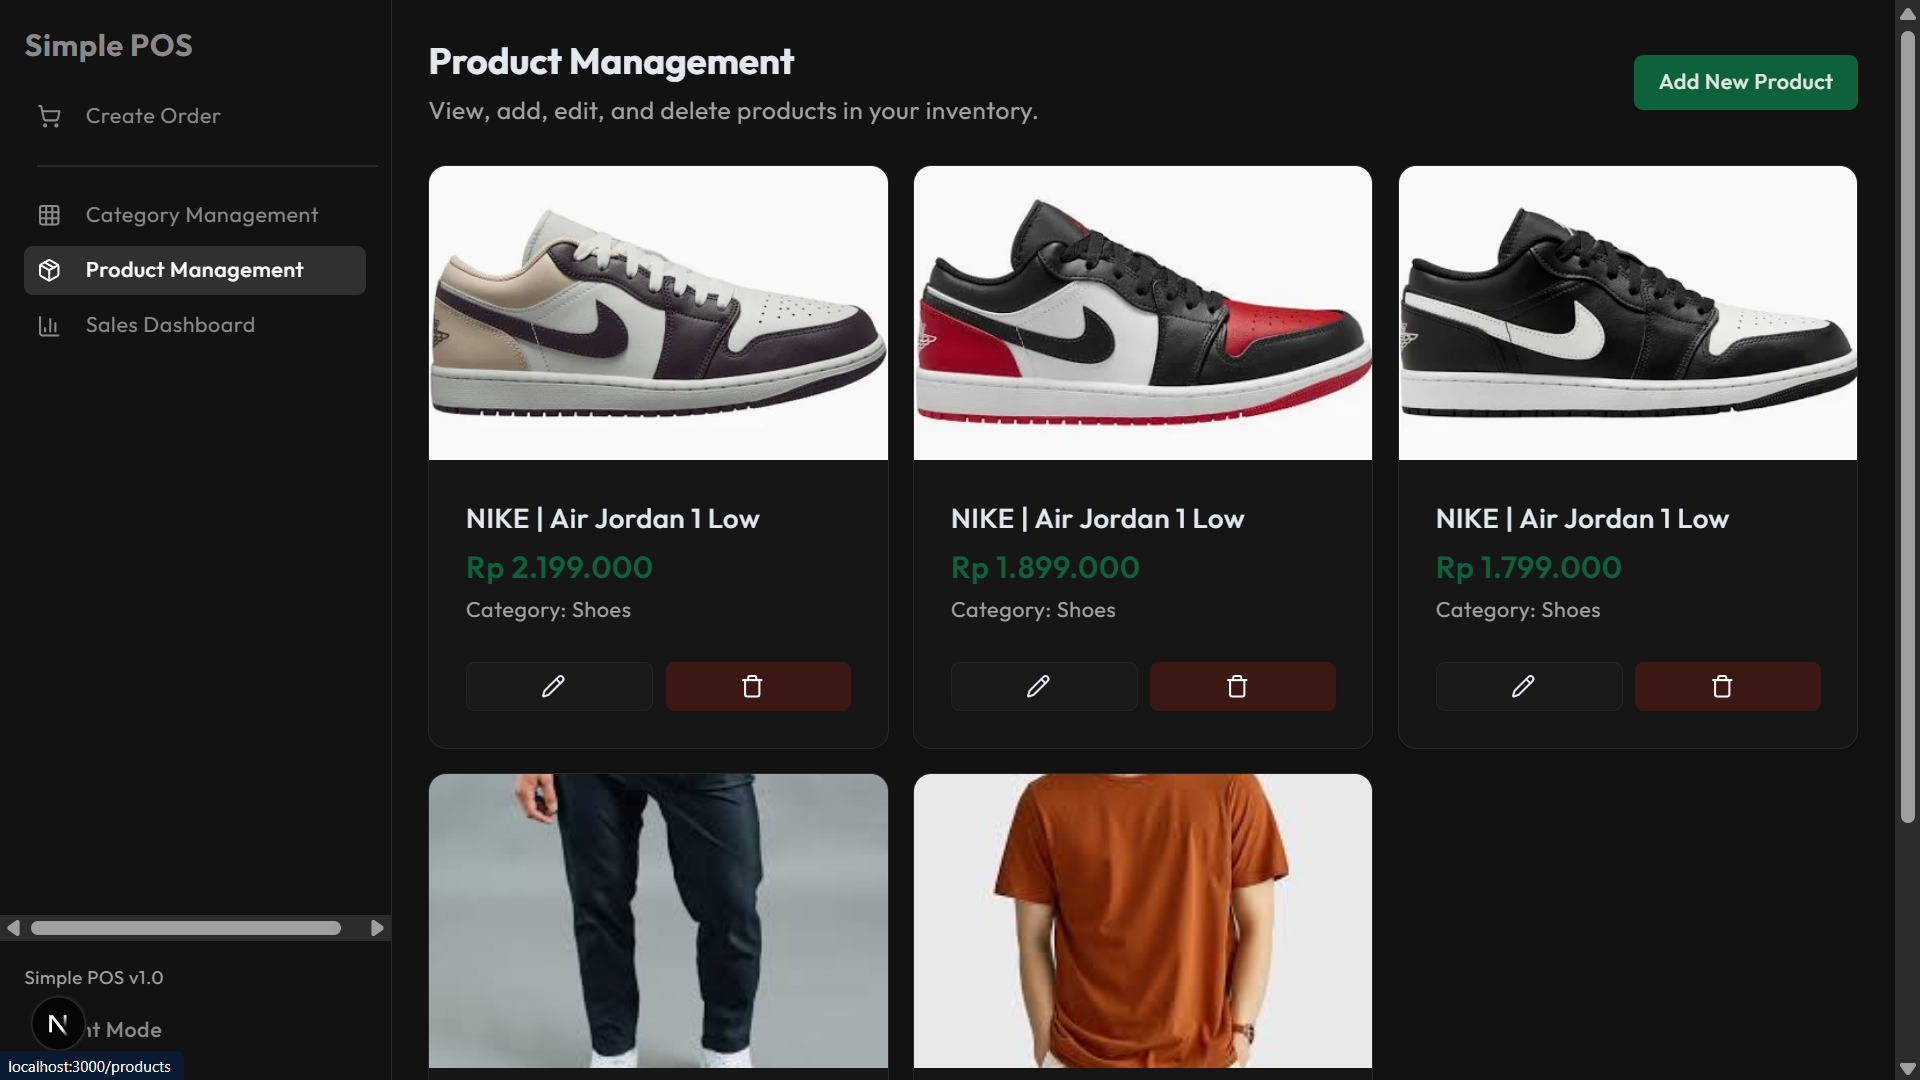 Simple POS
Create Order
Category Management
Product Management
Sales Dashboard
Simple POS v1.0
N
nt Mode
localhost:3000/products
Product Management
View, add, edit, and delete products in your inventory.
Add New Product
NIKE | Air Jordan 1 Low
Rp 2.199.000
Category: Shoes
NIKE | Air Jordan 1 Low
Rp 1.899.000
Category: Shoes
NIKE | Air Jordan 1 Low
Rp 1.799.000
Category: Shoes